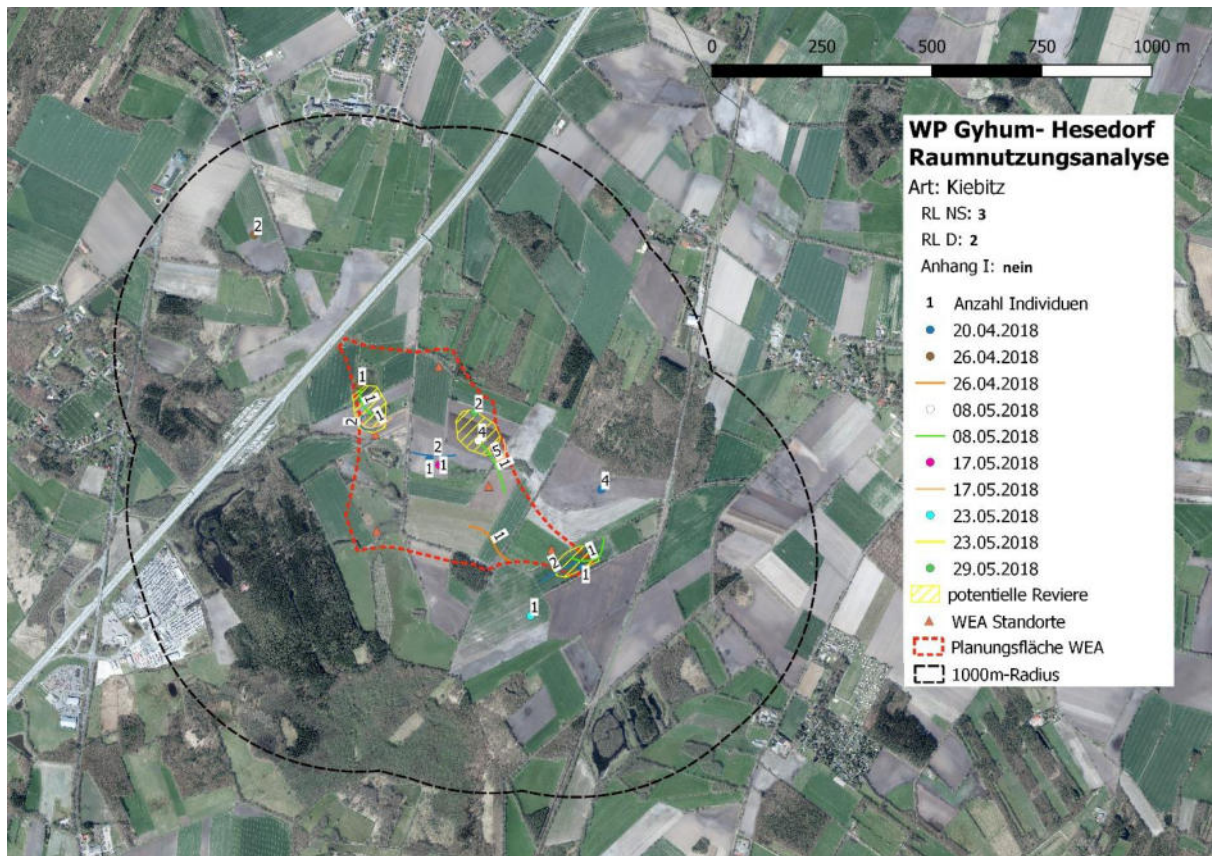 0 250 500 750 1000 m
WP Gyhum- Hesedorf
Raumnutzungsanalyse
Art: Kiebitz
RL NS: 3
RL D: 2
Anhang I: nein
1 Anzahl Individuen
20.04.2018
26.04.2018
26.04.2018
08.05.2018
08.05.2018
17.05.2018
17.05.2018
23.05.2018
23.05.2018
29.05.2018
potentielle Reviere
WEA Standorte
Planungsfläche WEA
1000m-Radius
2
1
1
1
2
2
4
5
1
2
1
1
4
1
1
2
1
1